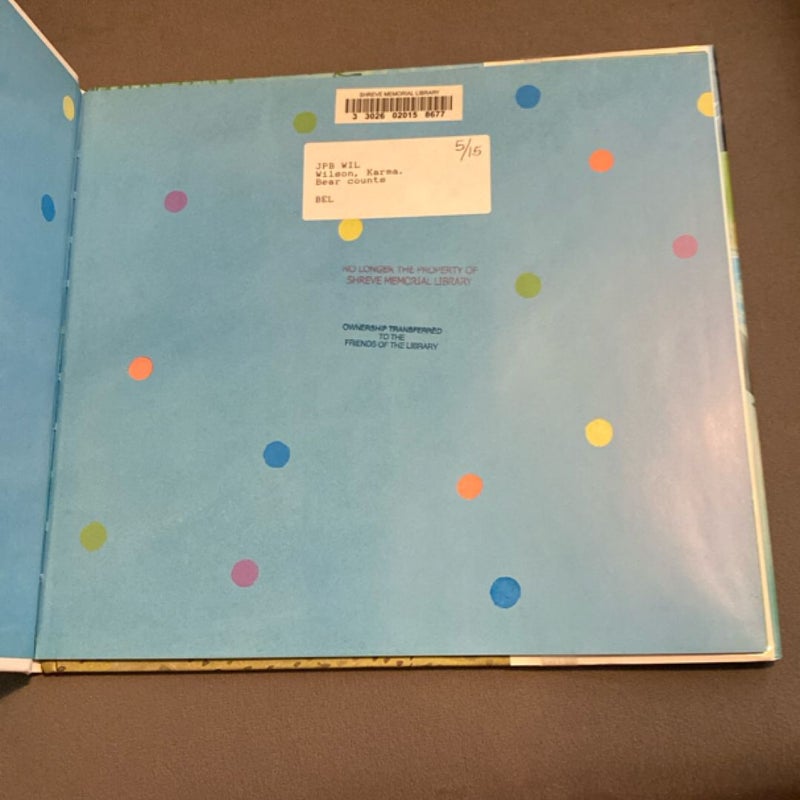 SHREVE MEMORIAL LIBRARY
3 3026 02015 8677
5/15
JPB WIL
Wilson, Karma.
Bear counts
BEL
NO LONGER THE PROPERTY OF
SHREVE MEMORIAL LIBRARY
OWNERSHIP TRANSFERRED
TO THE
FRIENDS OF THE LIBRARY